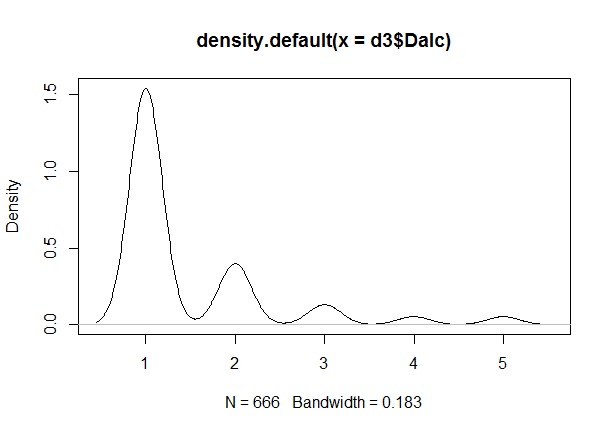 density.default(x = d3$Dalc)
Density
1.5
1.0
0.5
0.0
1 2 3 4 5
N = 666 Bandwidth = 0.183